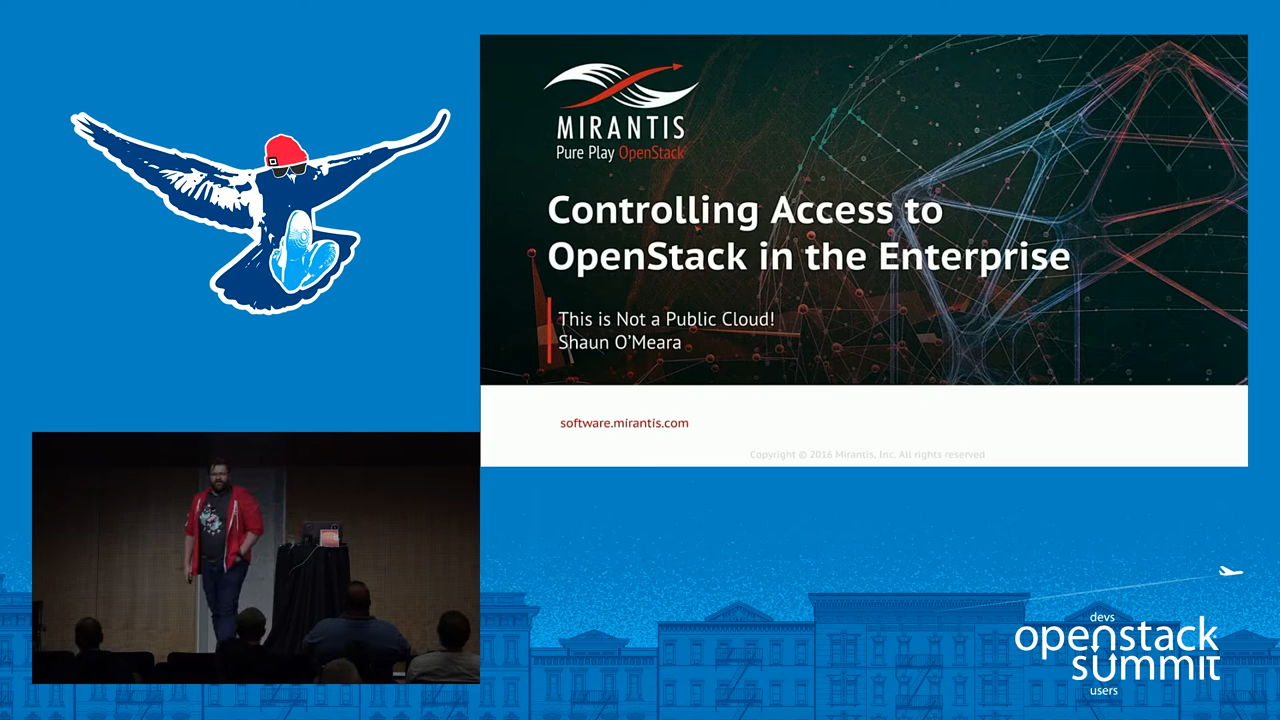 MIRANTIS
Pure Play OpenStack
Controlling Access to
OpenStack in the Enterprise
This is Not a Public Cloud!
Shaun O'Meara
software.mirantis.com
Copyright © 2016 Mirantis, Inc. All rights reserved
devs
openstack
summit
users